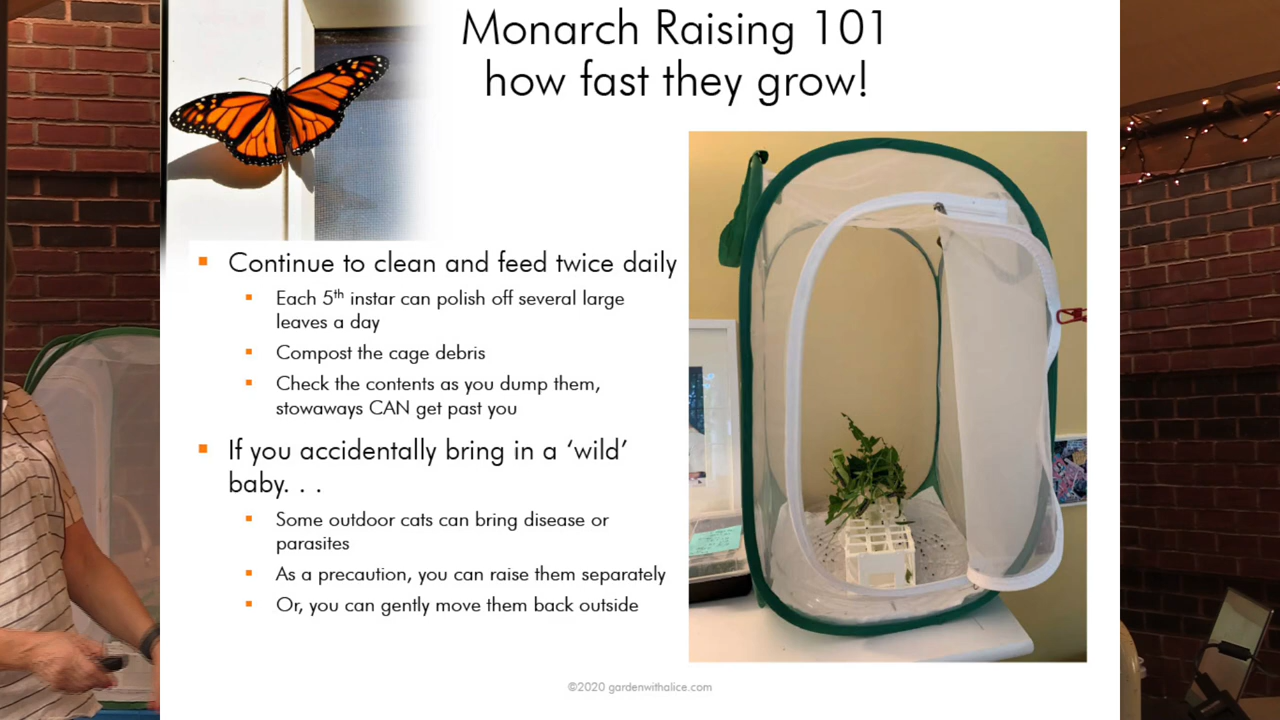 Monarch Raising 101
how fast they grow!
Continue to clean and feed twice daily
Each 5th instar can polish off several large
leaves a day
Compost the cage debris
Check the contents as you dump them,
stowaways CAN get past you
If you accidentally bring in a ‘wild’
baby. . .
Some outdoor cats can bring disease or
parasites
As a precaution, you can raise them separately
Or, you can gently move them back outside
©2020 gardenwithalice.com